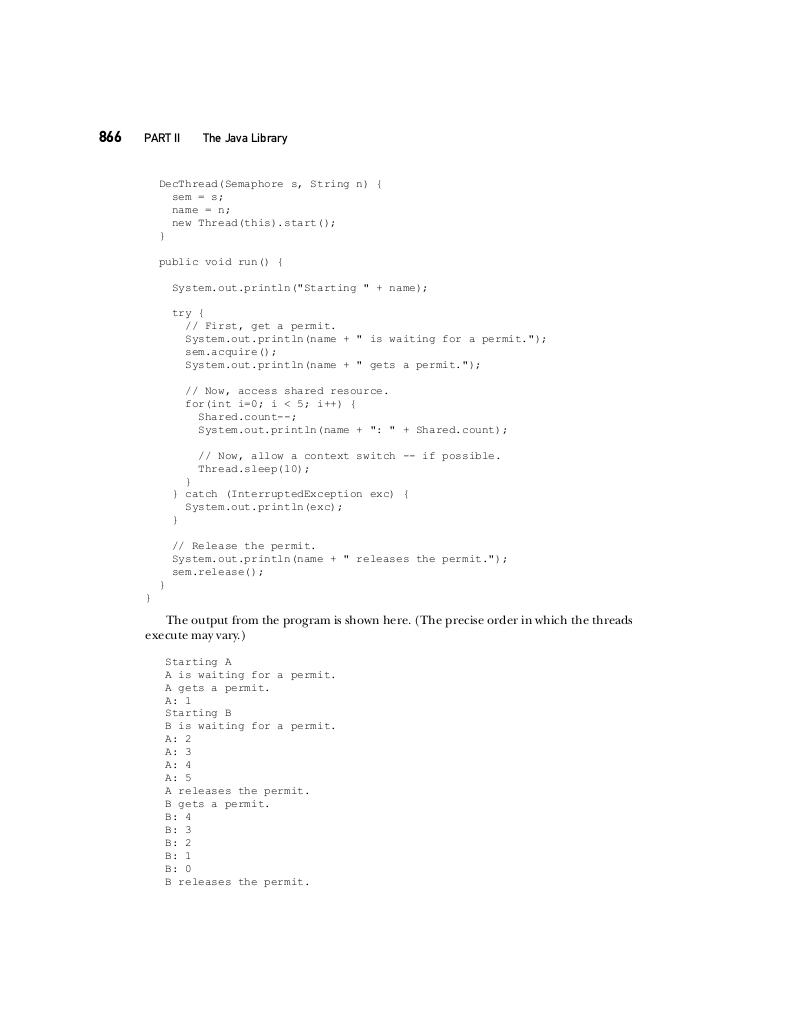 866 PART II The Java Library
DecThread(Semaphore s, String n) {
sem = s;
name = n;
new Thread(this).start();
}
public void run() {
System.out.println("Starting " + name);
try {
// First, get a permit.
System.out.println(name + " is waiting for a permit.");
sem.acquire();
System.out.println(name + " gets a permit.");
// Now, access shared resource.
for(int i=0; i < 5; i++) {
Shared.count--;
System.out.println(name + ": " + Shared.count);
// Now, allow a context switch -- if possible.
Thread.sleep(10);
}
} catch (InterruptedException exc) {
System.out.println(exc);
}
// Release the permit.
System.out.println(name + " releases the permit.");
sem.release();
}
}
The output from the program is shown here. (The precise order in which the threads
execute may vary.)
Starting A
A is waiting for a permit.
A gets a permit.
A: 1
Starting B
B is waiting for a permit.
A: 2
A: 3
A: 4
A: 5
A releases the permit.
B gets a permit.
B: 4
B: 3
B: 2
B: 1
B: 0
B releases the permit.